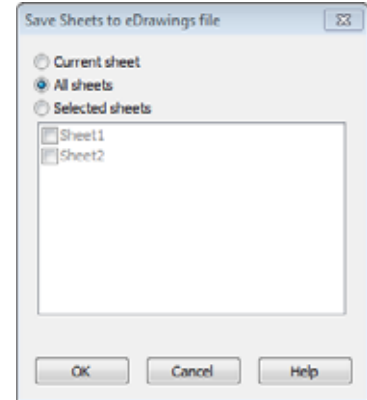 Save Sheets to eDrawings file
Current sheet
All sheets
Selected sheets
Sheet1
Sheet2
OK Cancel Help